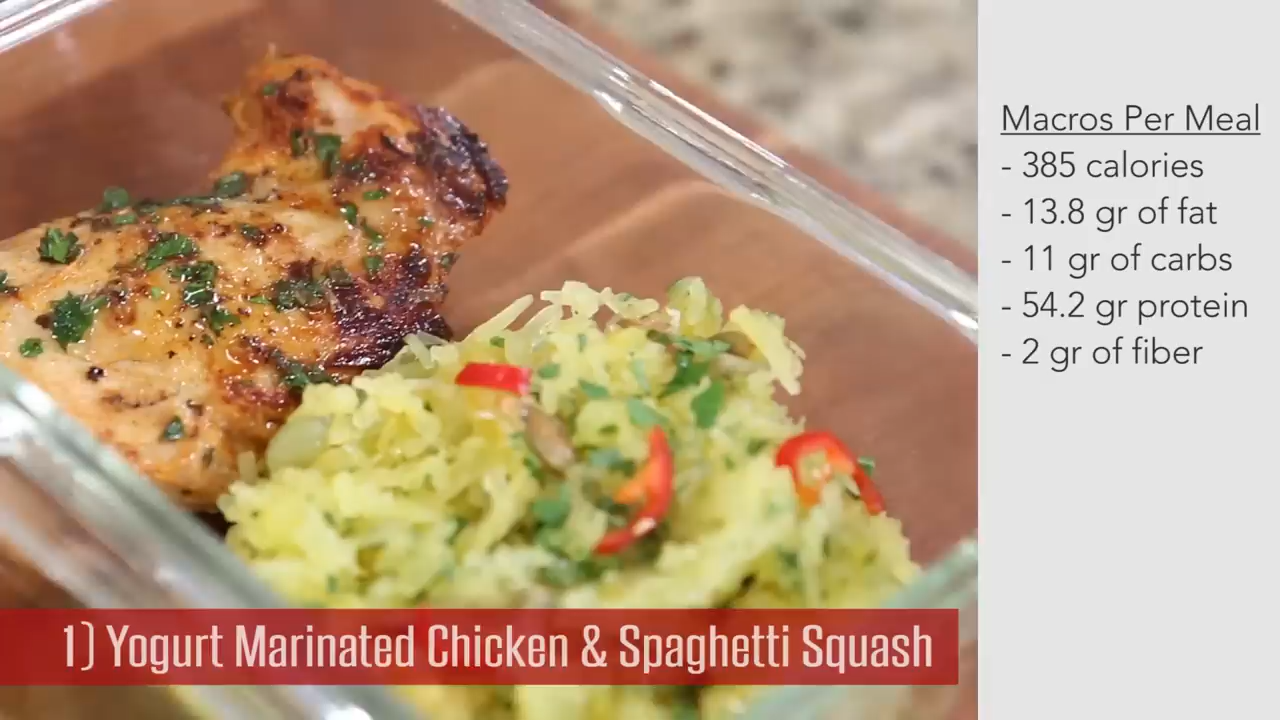 Macros Per Meal
- 385 calories
- 13.8 gr of fat
- 11 gr of carbs
- 54.2 gr protein
- 2 gr of fiber
1) Yogurt Marinated Chicken & Spaghetti Squash